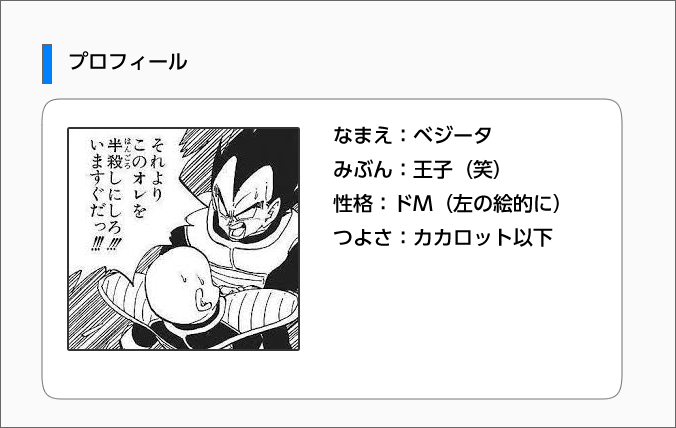 プロフィール
それより
このオレを
半殺しにしろ!!!
はんごろ
いますぐだっ!!!
なまえ：ベジータ
みぶん：王子（笑）
性格：ドM（左の絵的に）
つよさ：カカロット以下